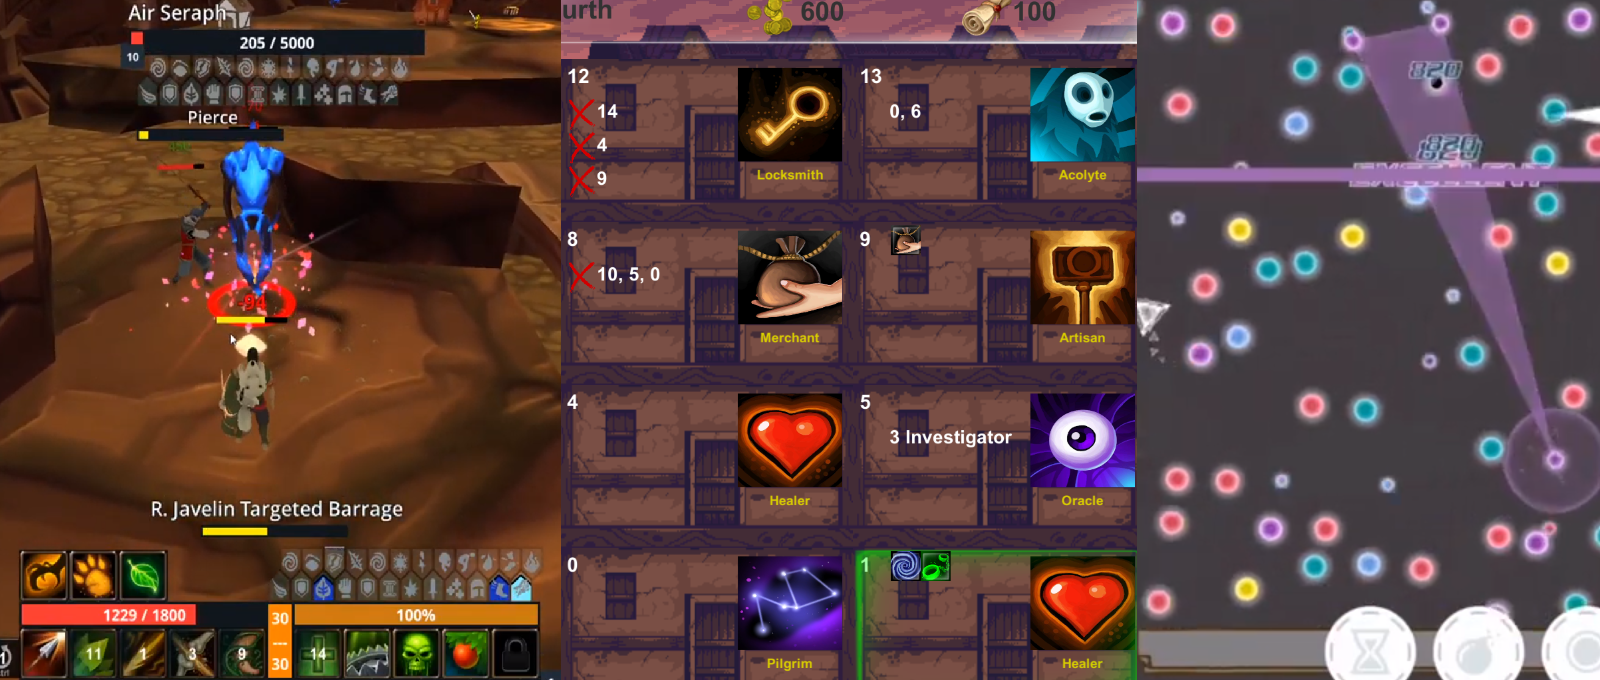 Air Seraph
205 / 5000
10
Pierce
-94
R. Javelin Targeted Barrage
1229 / 1800
30
---
30
100%
11
1
3
9
14
urth
600
100
12
14
4
9
Locksmith
13
0, 6
Acolyte
8
10, 5, 0
Merchant
9
Artisan
4
Healer
5
3 Investigator
Oracle
0
Pilgrim
1
Healer
820
820
EXCELLENT